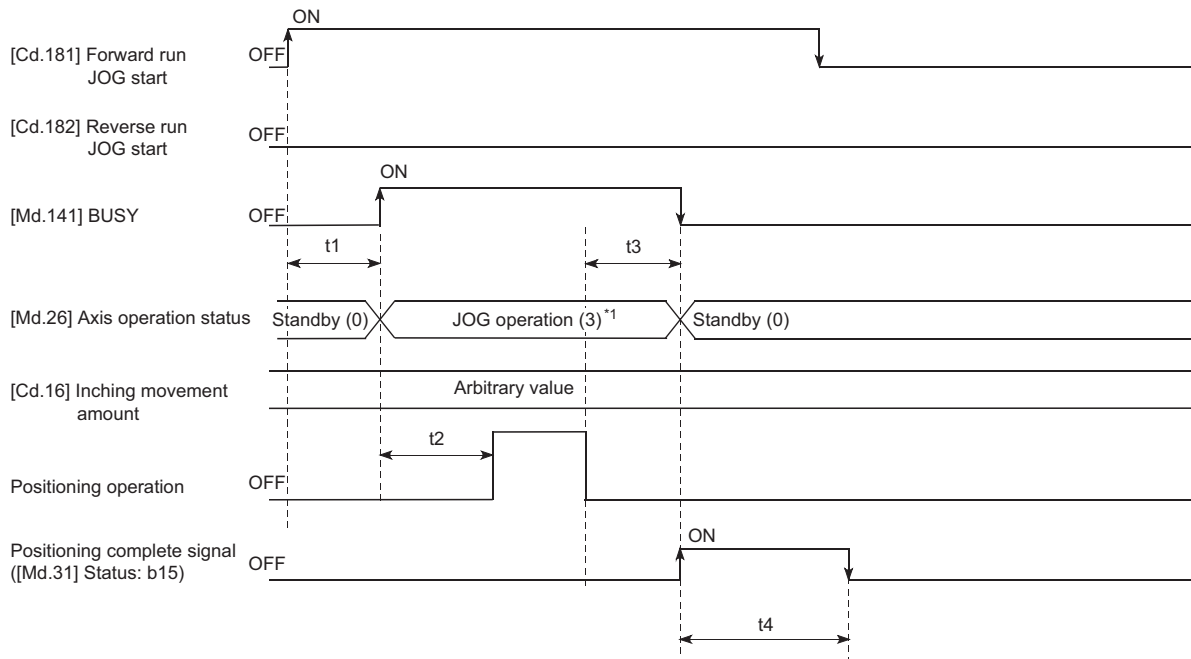 ON
[Cd.181] Forward run
JOG start
OFF
[Cd.182] Reverse run
JOG start
OFF
ON
[Md.141] BUSY
OFF
t1
t3
[Md.26] Axis operation status
Standby (0)
JOG operation (3)*1
Standby (0)
[Cd.16] Inching movement
amount
Arbitrary value
t2
Positioning operation
OFF
ON
Positioning complete signal
([Md.31] Status: b15)
OFF
t4